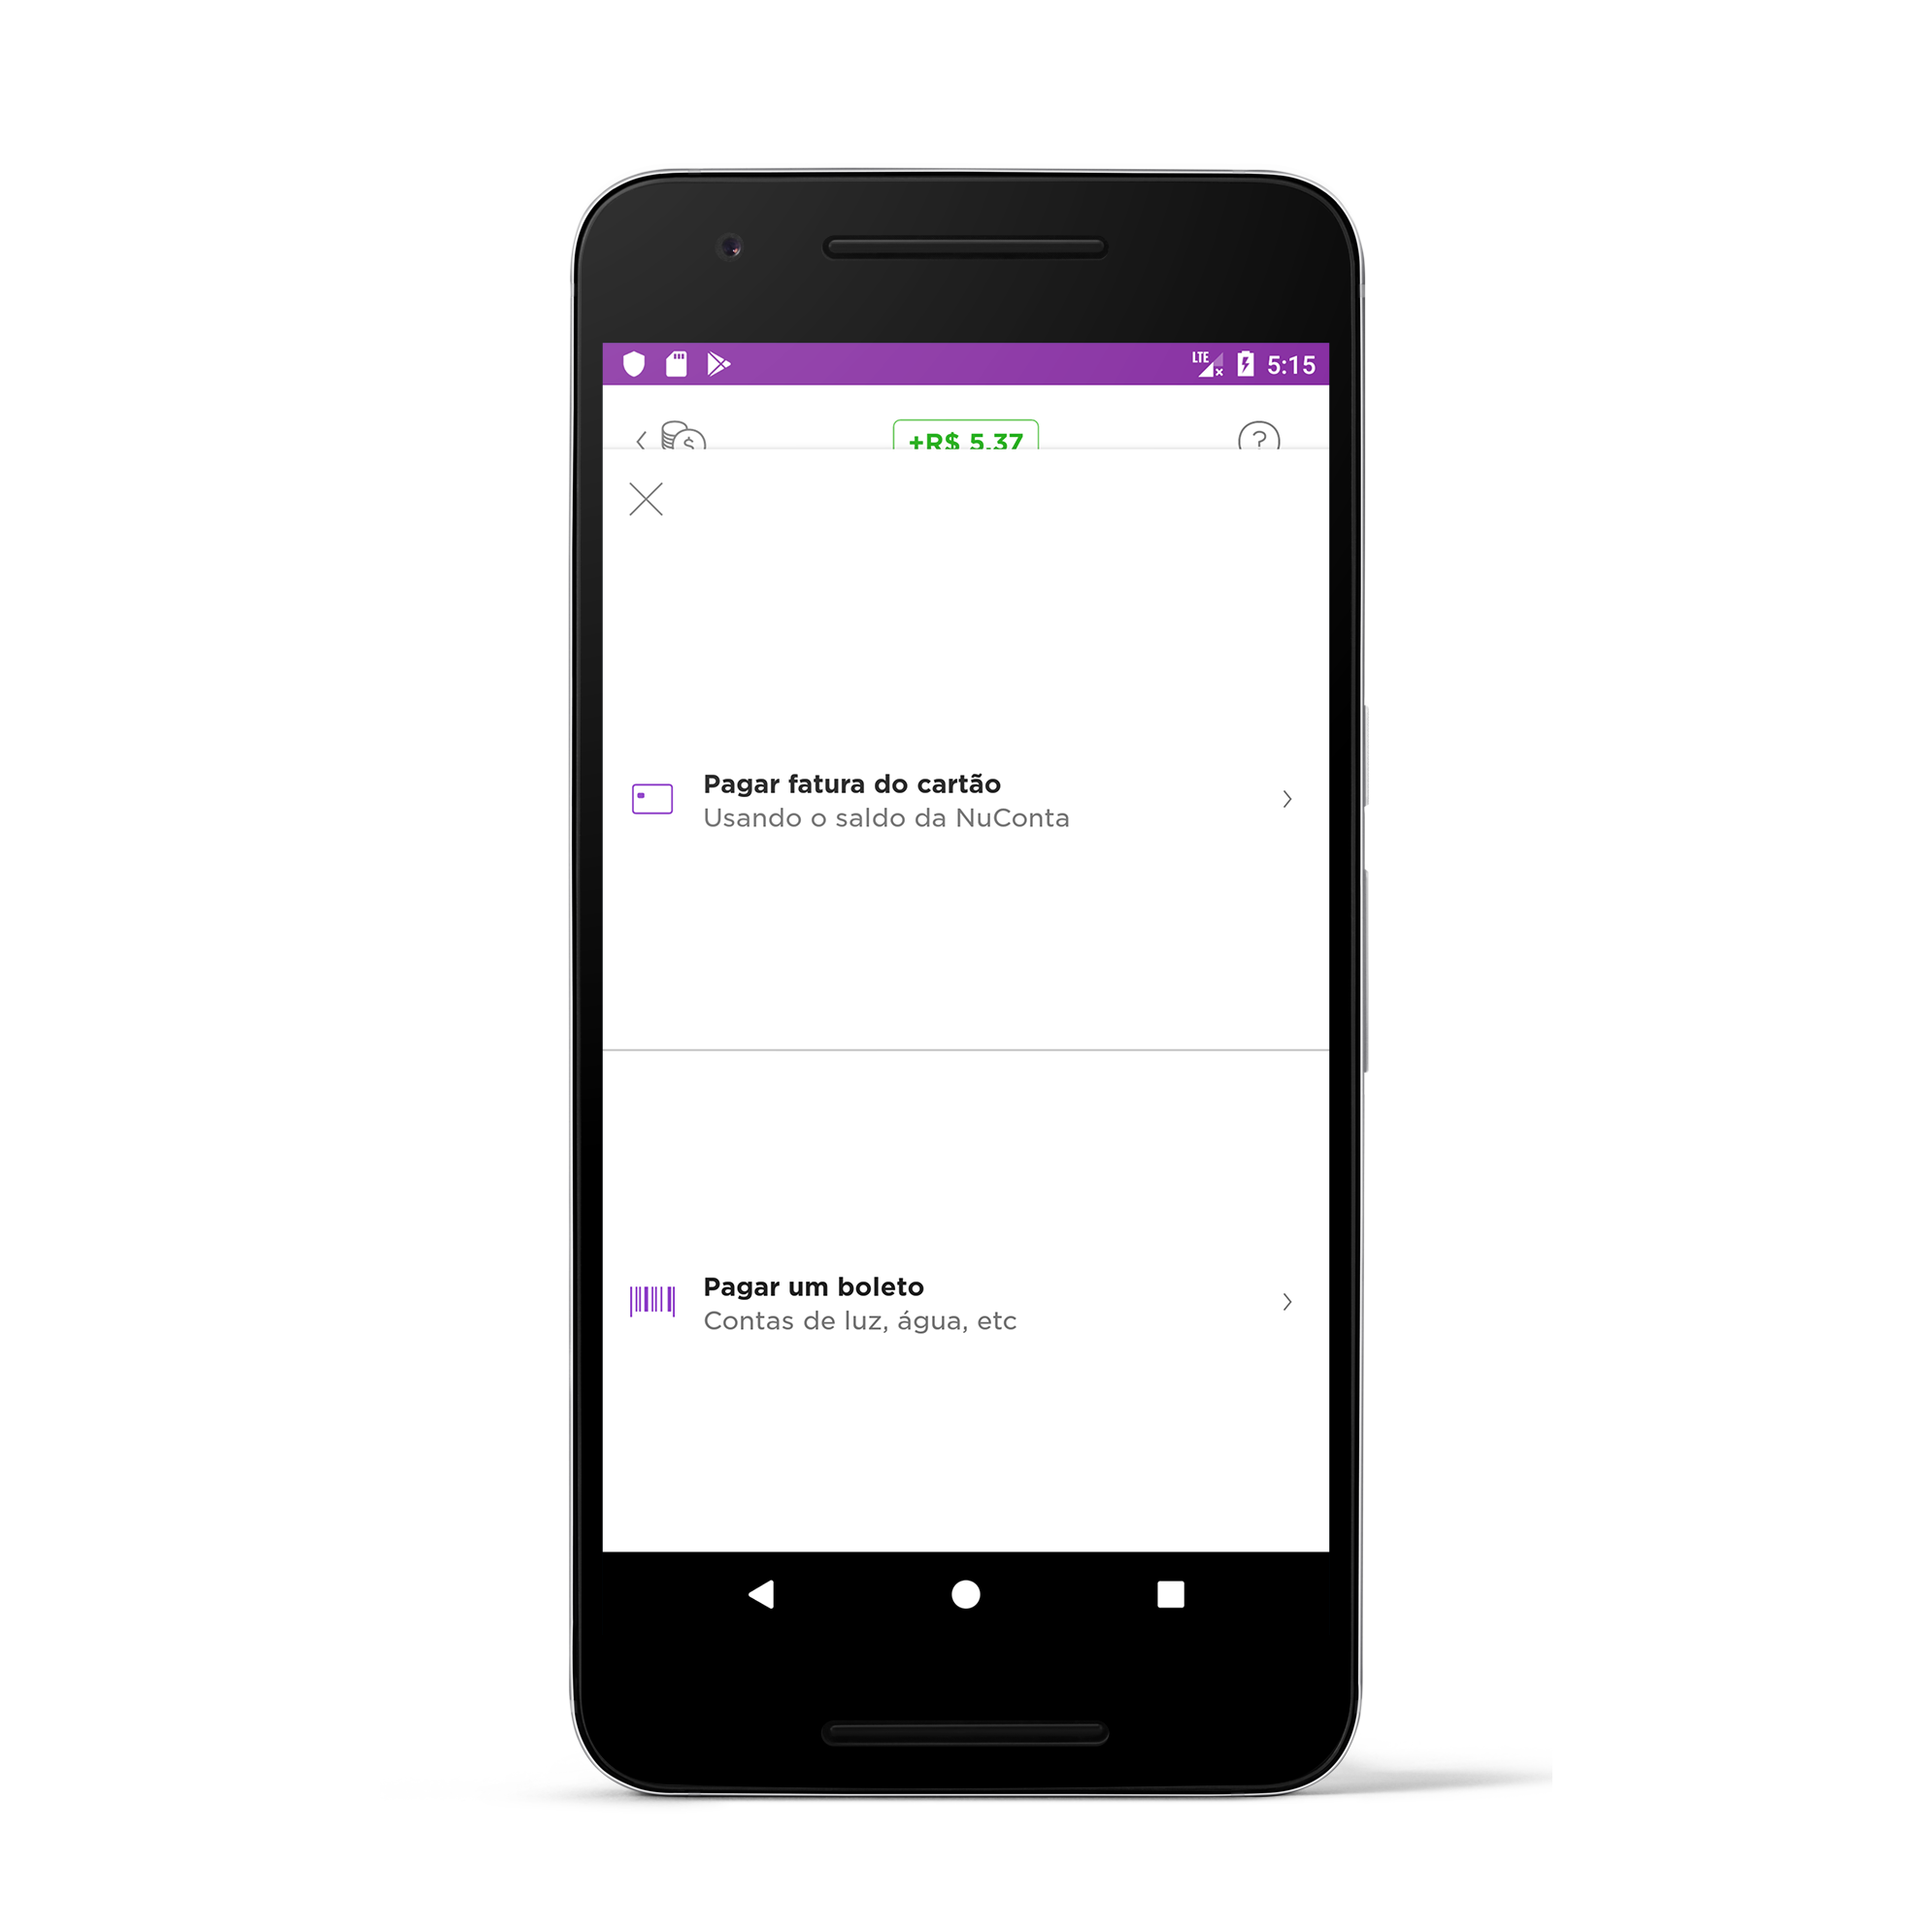 LTE 5:15
+R$ 5,37
Pagar fatura do cartão
Usando o saldo da NuConta
Pagar um boleto
Contas de luz, água, etc